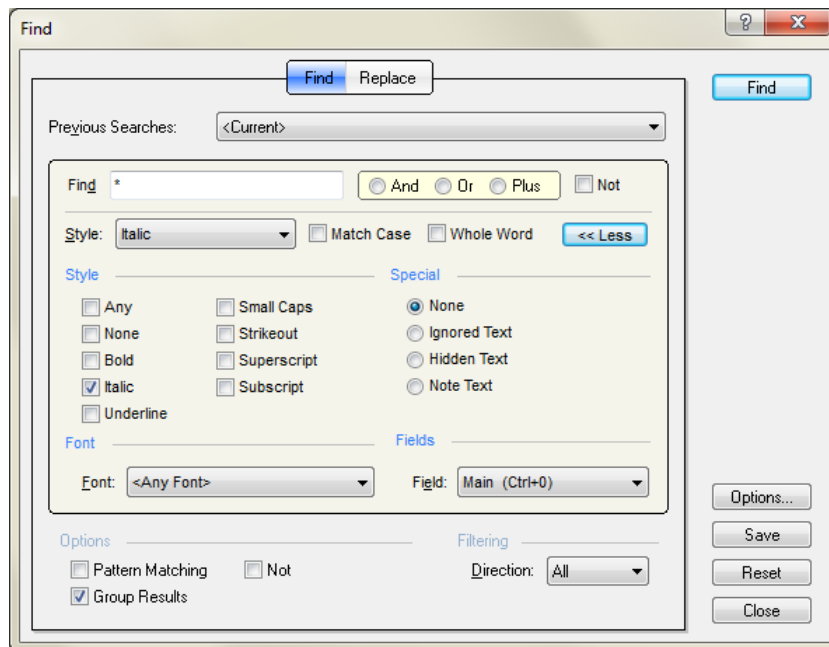 Find
Find Replace
Find
Previous Searches: <Current>
Find * And Or Plus Not
Style: Italic Match Case Whole Word << Less
Style Special
Any Small Caps None
None Strikeout Ignored Text
Bold Superscript Hidden Text
Italic Subscript Note Text
Underline
Font Fields
Font: <Any Font> Field: Main (Ctrl+0)
Options...
Options Filtering
Save
Pattern Matching Not Direction: All
Reset
Group Results
Close